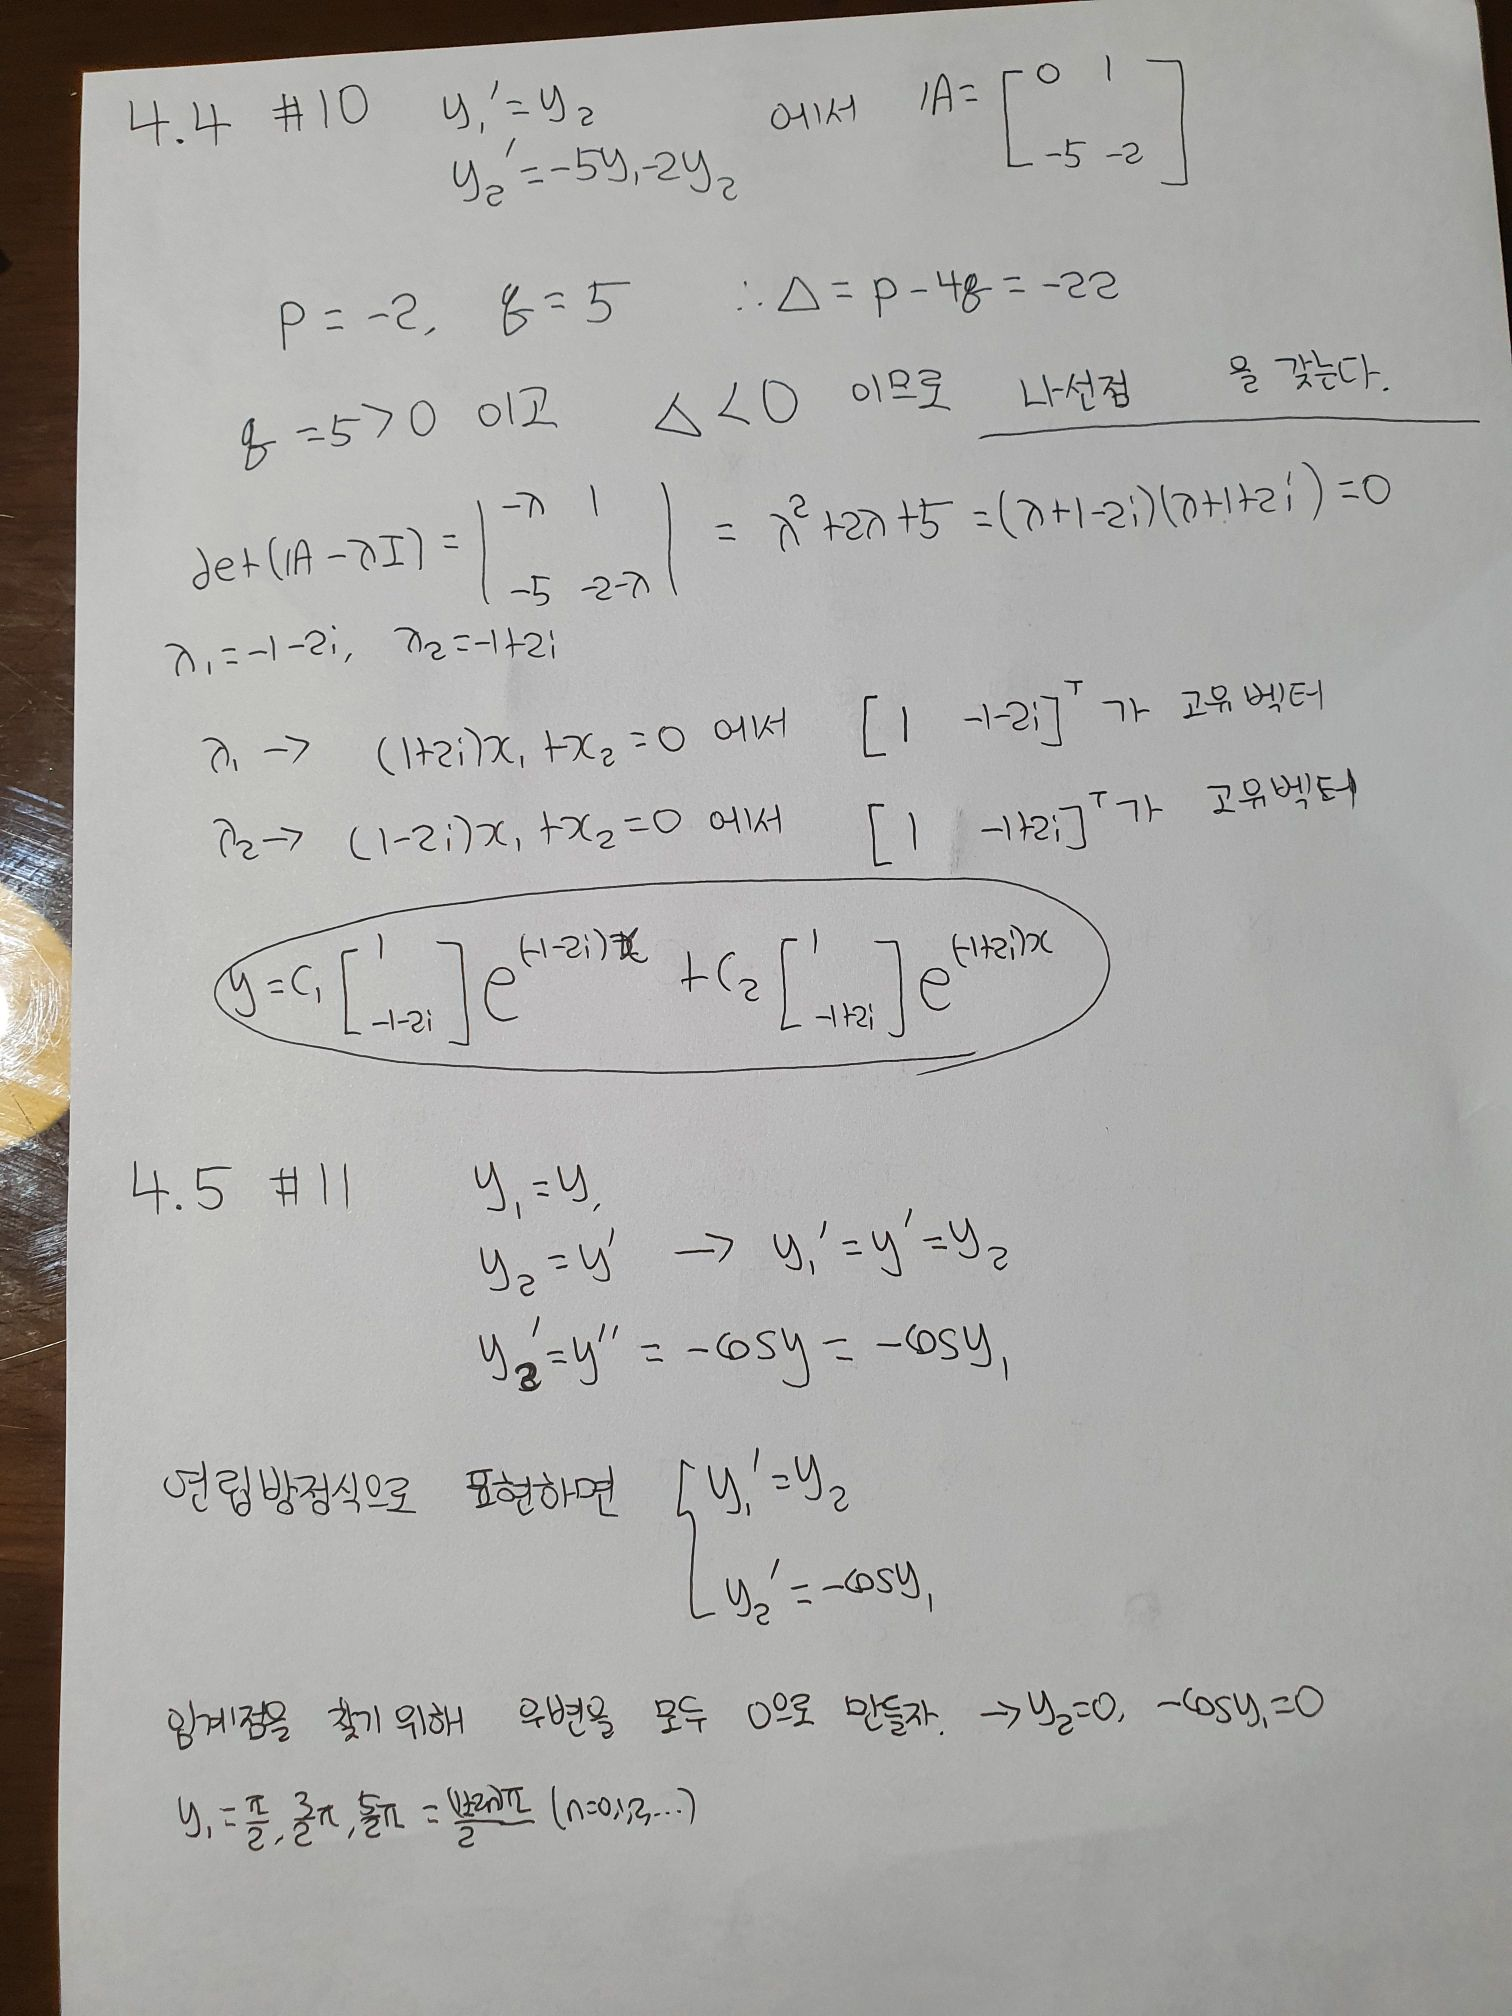 4.4 #10 y₁′=y₂ 에서 A= [0 1
y₂′=-5y₁-2y₂ -5 -2]
p=-2, q=5 ∴△=p-4q=-22
q=5>0 이고 △<0 이므로 나선점 을 갖는다.
det(A-λI)= |-λ 1 -5 -2-λ| = λ²+2λ+5=(λ+1-2i)(λ+1+2i)=0
λ₁=-1-2i, λ₂=-1+2i
λ₁→ (1+2i)x₁+x₂=0 에서 [1 -1-2i]ᵀ가 고유벡터
λ₂→ (1-2i)x₁+x₂=0 에서 [1 -1+2i]ᵀ가 고유벡터
y=C₁[1 -1-2i]e^(-1-2i)x +C₂[1 -1+2i]e^(-1+2i)x
4.5 #11 y₁=y,
y₂=y′ → y₁′=y′=y₂
y₂′=y″=-cosy=-cosy₁
연립방정식으로 표현하면 [y₁′=y₂
y₂′=-cosy₁
임계점을 찾기 위해 우변을 모두 0으로 만들자. →y₂=0, -cosy₁=0
y₁=π/2, 3/2π, 5/2π = (1+2n)π/2 (n=0,1,2,...)